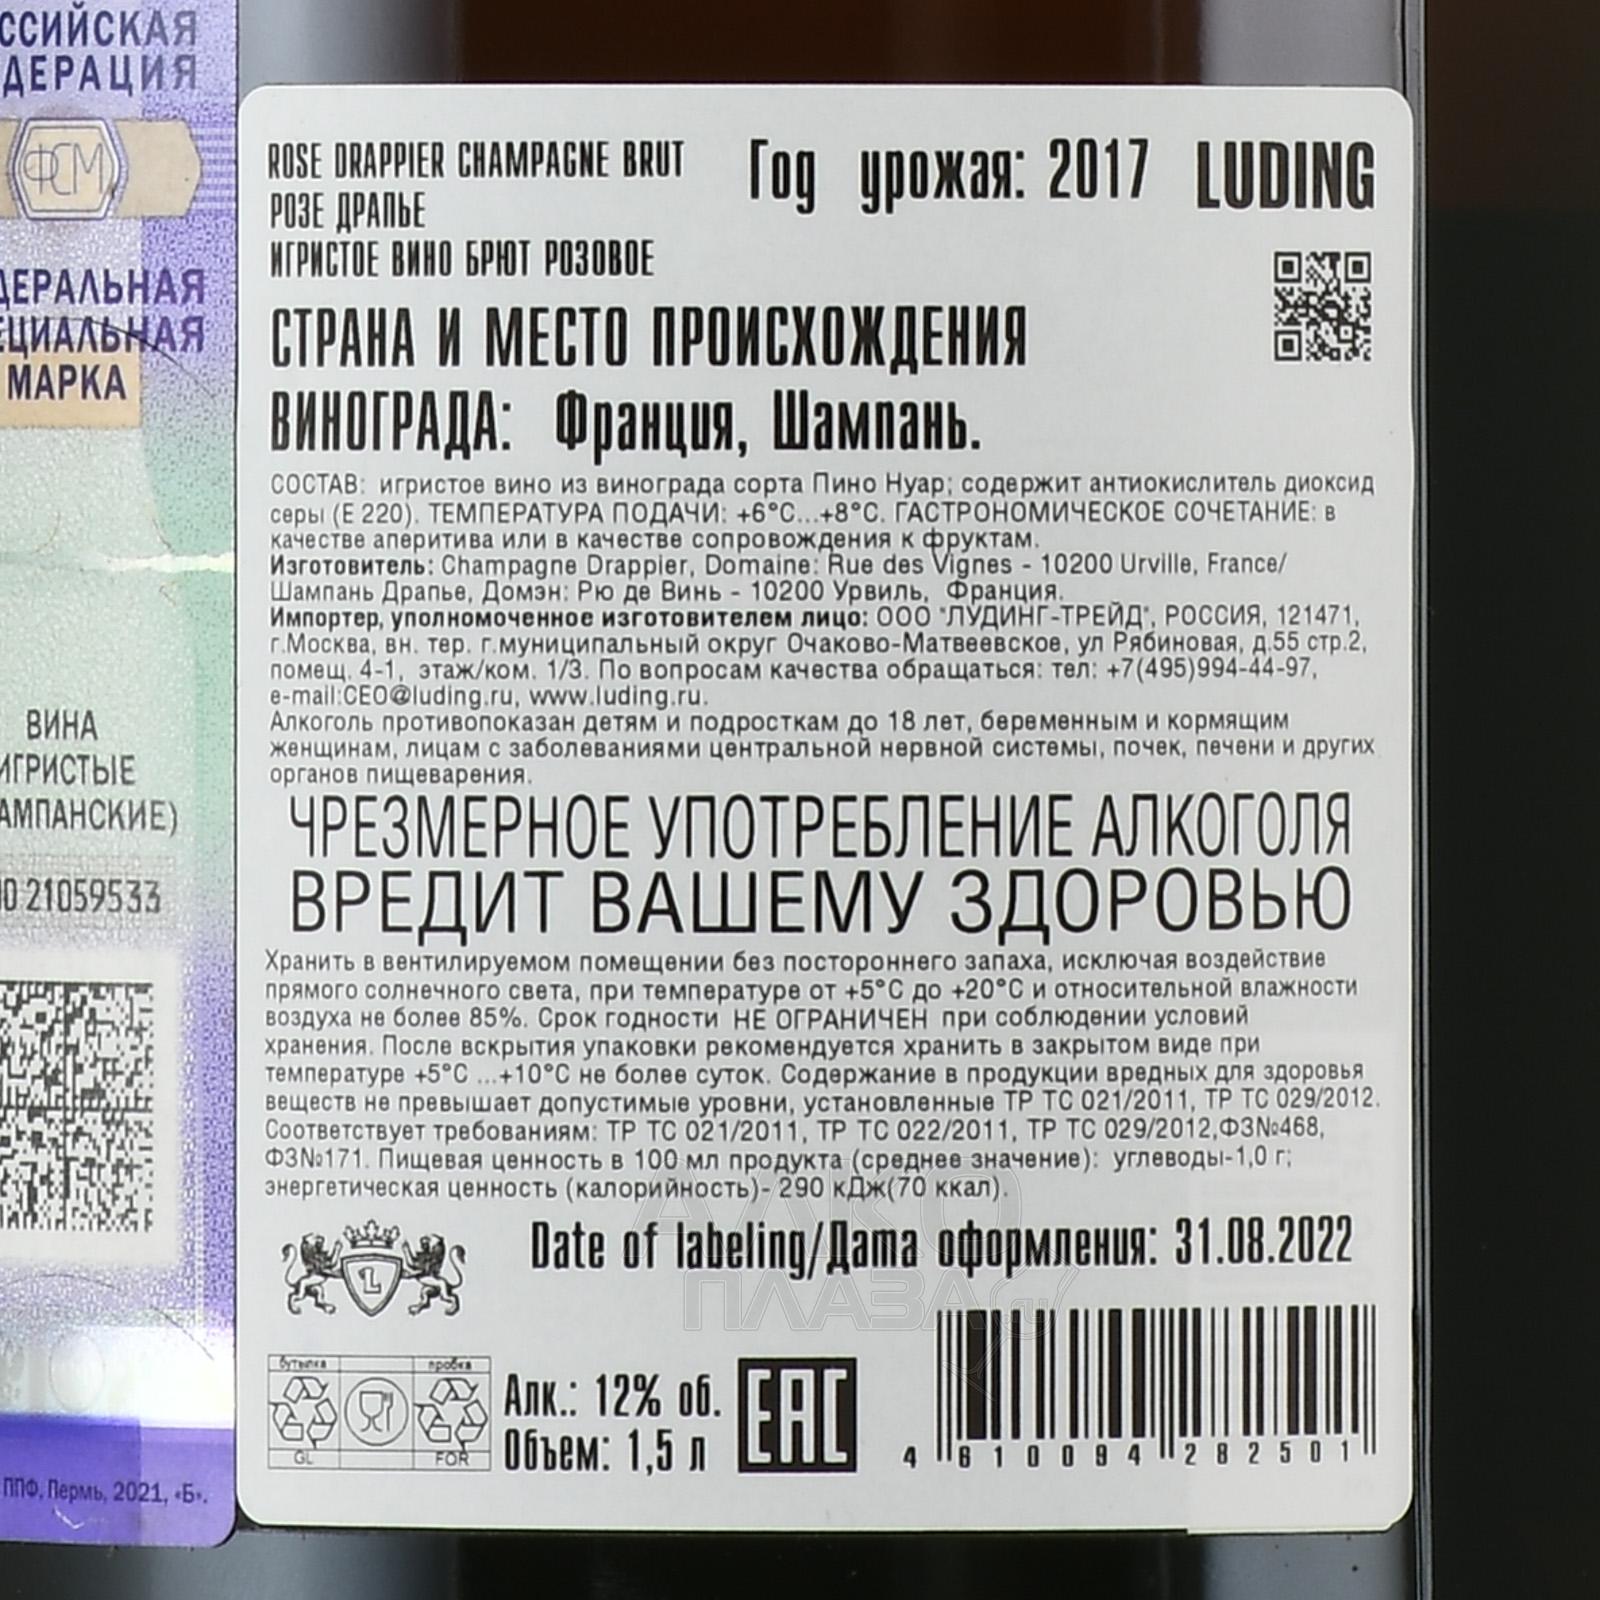 ССИЙСКАЯ
ДЕРАЦИЯ
ФСМ
ДЕРАЛЬНАЯ
ЕЦИАЛЬНАЯ
МАРКА
ВИНА
ИГРИСТЫЕ
АМПАНСКИЕ)
21059533
ППФ, Пермь, 2021, «Б».
ROSE DRAPPIER CHAMPAGNE BRUT
РОЗЕ ДРАПЬЕ
ИГРИСТОЕ ВИНО БРЮТ РОЗОВОЕ
Год урожая: 2017
LUDING
СТРАНА И МЕСТО ПРОИСХОЖДЕНИЯ
ВИНОГРАДА: Франция, Шампань.
СОСТАВ: игристое вино из винограда сорта Пино Нуар; содержит антиокислитель диоксид
серы (Е 220). ТЕМПЕРАТУРА ПОДАЧИ: +6°С...+8°С. ГАСТРОНОМИЧЕСКОЕ СОЧЕТАНИЕ: в
качестве аперитива или в качестве сопровождения к фруктам.
Изготовитель: Champagne Drappier, Domaine: Rue des Vignes - 10200 Urville, France/
Шампань Драпье, Домэн: Рю де Винь - 10200 Урвиль, Франция.
Импортер, уполномоченное изготовителем лицо: ООО "ЛУДИНГ-ТРЕЙД", РОССИЯ, 121471,
г.Москва, вн. тер. г.муниципальный округ Очаково-Матвеевское, ул Рябиновая, д.55 стр.2,
помещ. 4-1, этаж/ком. 1/3. По вопросам качества обращаться: тел: +7(495)994-44-97,
e-mail:CEO@luding.ru, www.luding.ru.
Алкоголь противопоказан детям и подросткам до 18 лет, беременным и кормящим
женщинам, лицам с заболеваниями центральной нервной системы, почек, печени и других
органов пищеварения.
ЧРЕЗМЕРНОЕ УПОТРЕБЛЕНИЕ АЛКОГОЛЯ
ВРЕДИТ ВАШЕМУ ЗДОРОВЬЮ
Хранить в вентилируемом помещении без постороннего запаха, исключая воздействие
прямого солнечного света, при температуре от +5°С до +20°С и относительной влажности
воздуха не более 85%. Срок годности НЕ ОГРАНИЧЕН при соблюдении условий
хранения. После вскрытия упаковки рекомендуется хранить в закрытом виде при
температуре +5°С ...+10°С не более суток. Содержание в продукции вредных для здоровья
веществ не превышает допустимые уровни, установленные ТР ТС 021/2011, ТР ТС 029/2012.
Соответствует требованиям: ТР ТС 021/2011, ТР ТС 022/2011, ТР ТС 029/2012,ФЗ№468,
ФЗ№171. Пищевая ценность в 100 мл продукта (среднее значение): углеводы-1,0 г;
энергетическая ценность (калорийность)- 290 кДж(70 ккал).
АЛКО
ПЛАЗА.ru
Date of labeling/Дата оформления: 31.08.2022
L
бутылка пробка
GL FOR
Алк.: 12% об.
Объем: 1,5 л
EAC
4 610094 282501